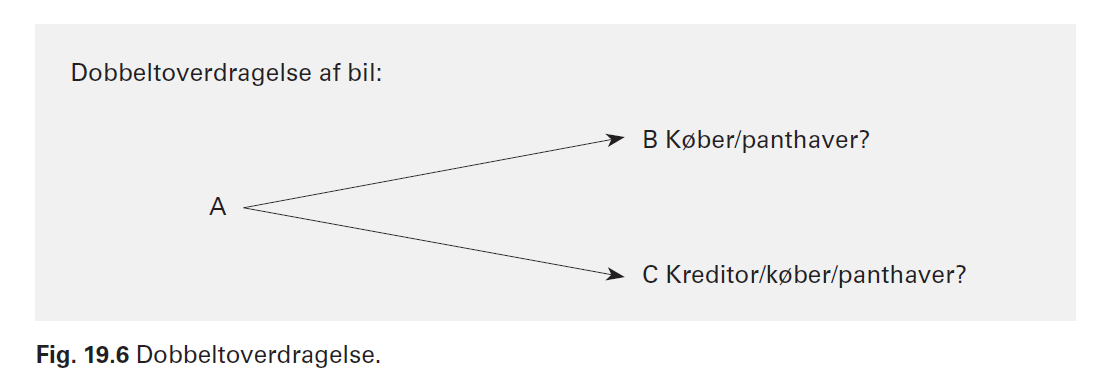 Dobbeltoverdragelse af bil:
B Køber/panthaver?
A
C Kreditor/køber/panthaver?
Fig. 19.6 Dobbeltoverdragelse.